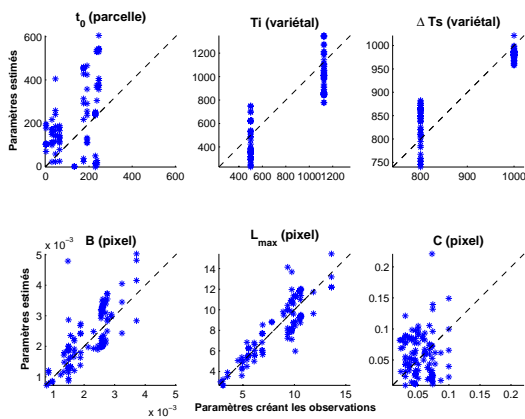 t₀ (parcelle)
Ti (variétal)
Δ Ts (variétal)
Paramètres estimés
600
400
200
0
0 200 400 600
1200
1000
800
600
400
400 600 800 1000 1200
1000
950
900
850
800
750
800 900 1000
B (pixel)
L_max (pixel)
C (pixel)
Paramètres estimés
x 10⁻³
5
4
3
2
1
1 2 3 4 5
x 10⁻³
14
12
10
8
6
4
5 10 15
0.2
0.15
0.1
0.05
0.05 0.1 0.15 0.2
Paramètres créant les observations